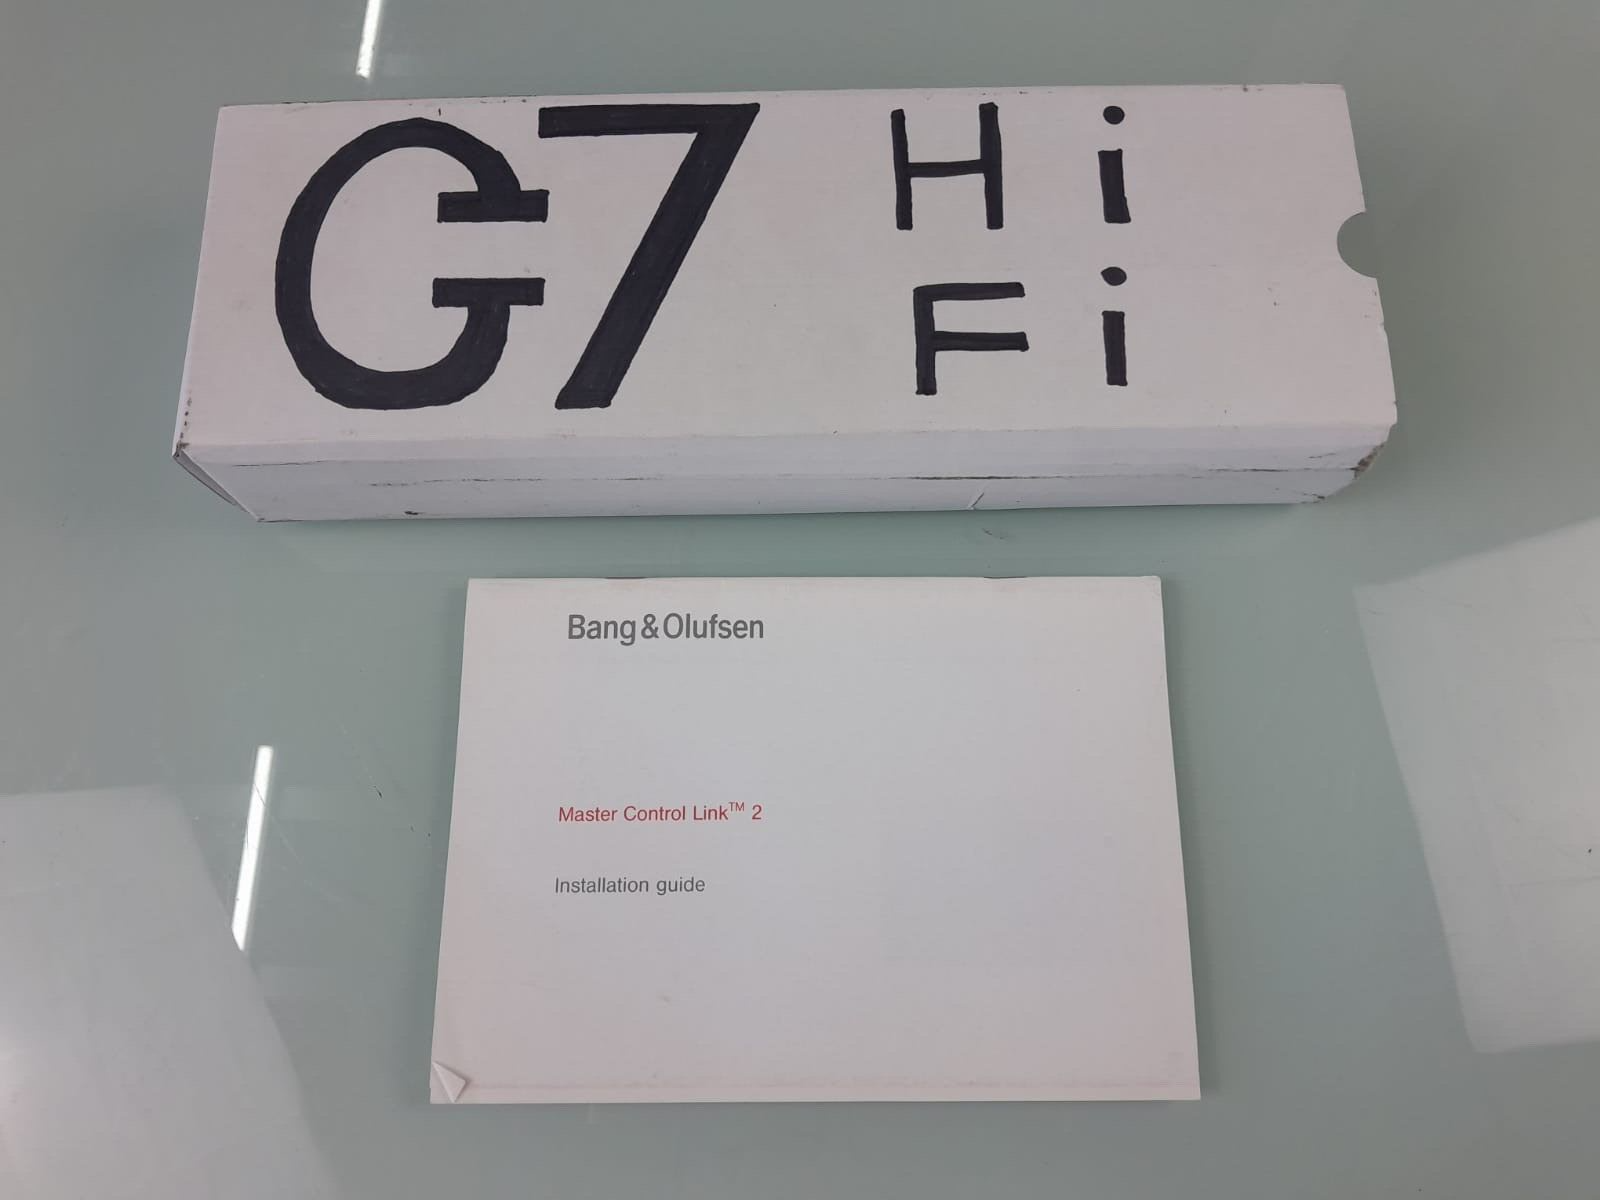 G7 Hi
Fi
Bang & Olufsen
Master Control Link™ 2
Installation guide